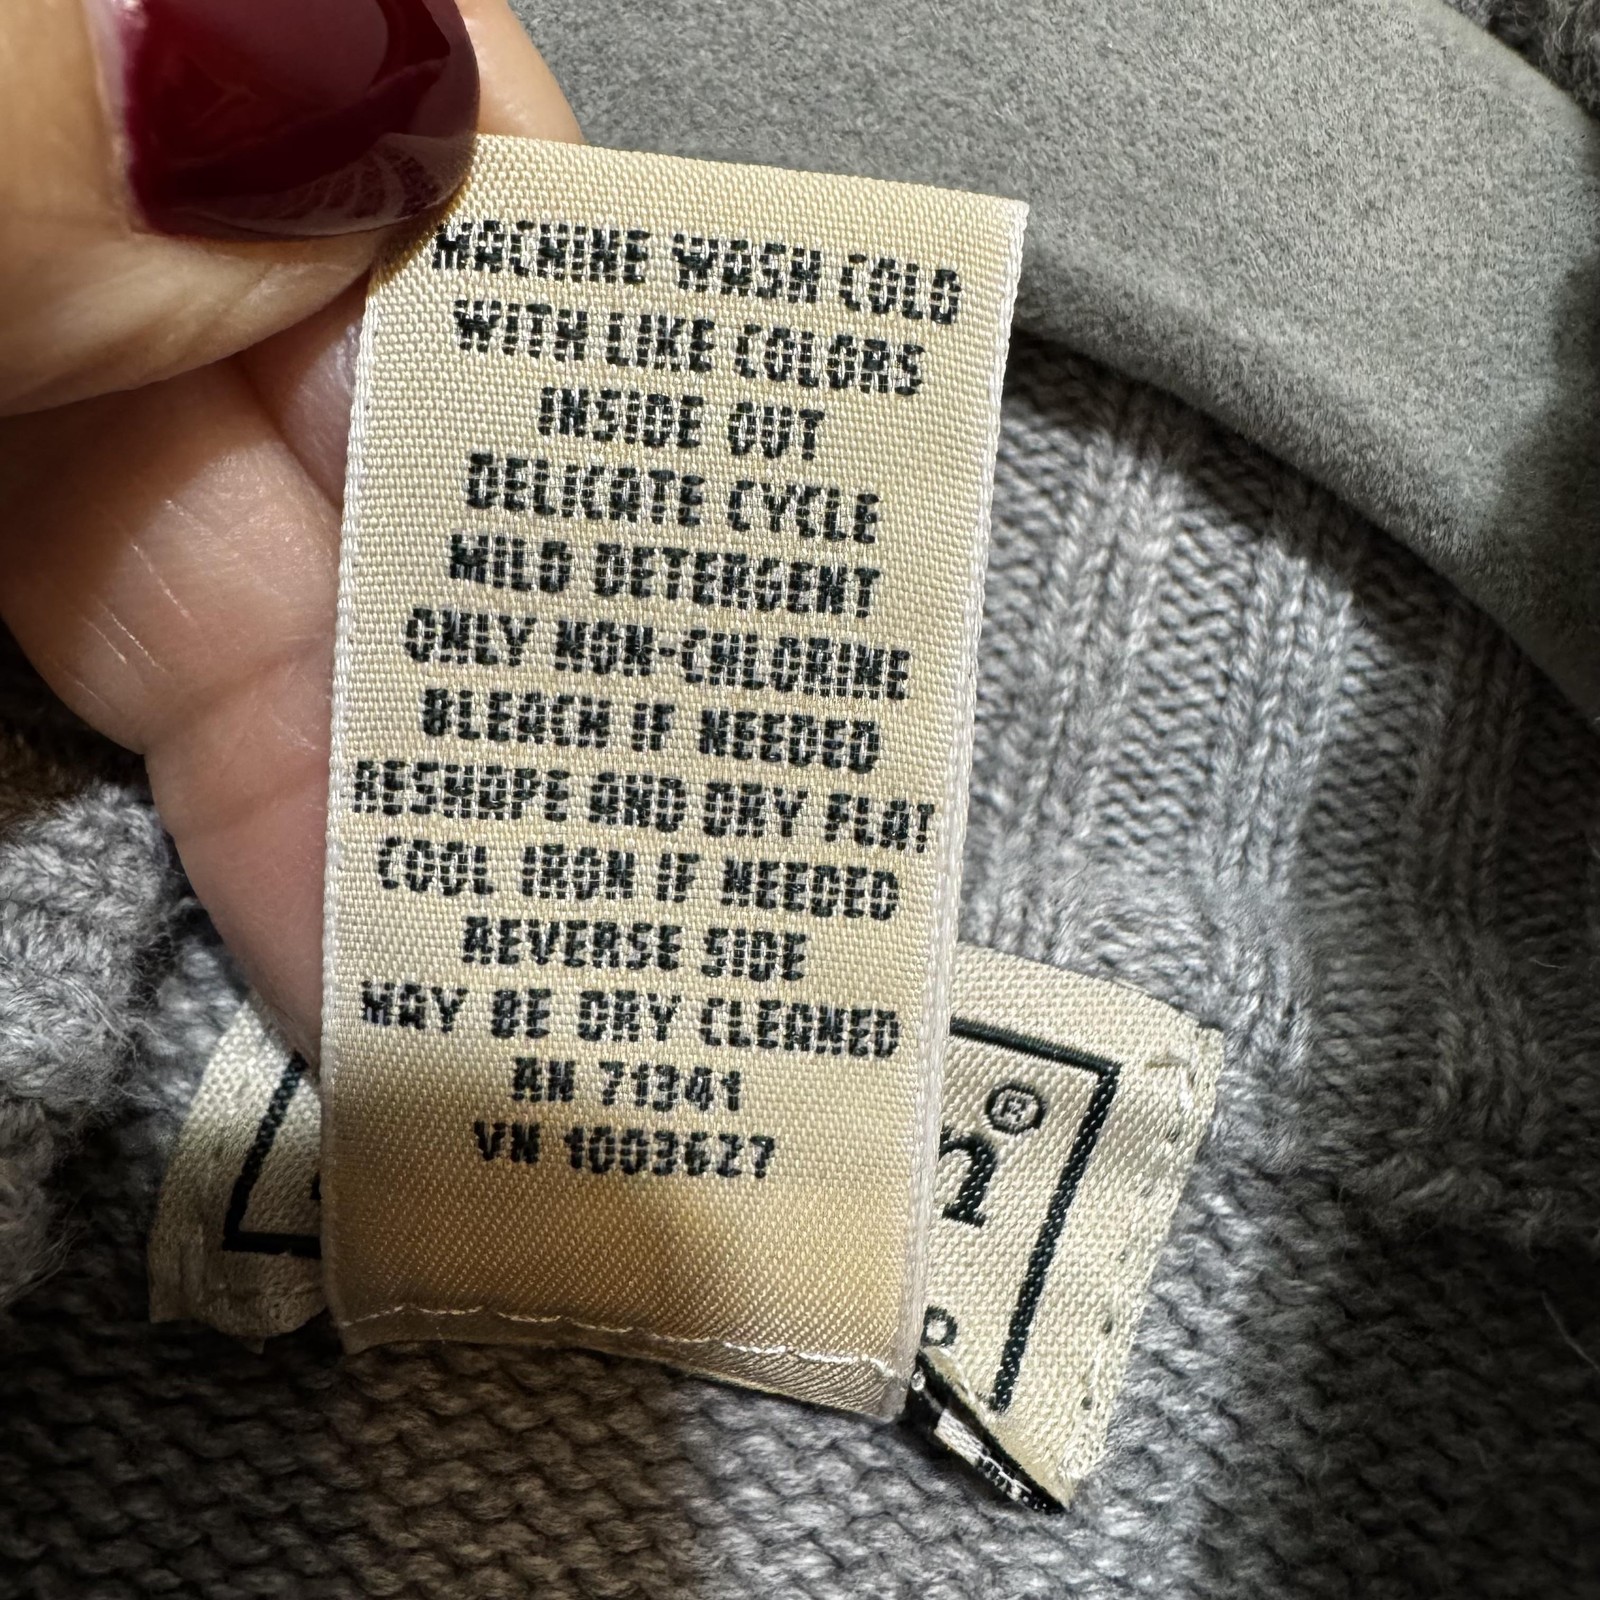 MACHINE WASH COLD
WITH LIKE COLORS
INSIDE OUT
DELICATE CYCLE
MILD DETERGENT
ONLY NON-CHLORINE
BLEACH IF NEEDED
RESHAPE AND DRY FLAT
COOL IRON IF NEEDED
REVERSE SIDE
MAY BE DRY CLEANED
AN 71341
VN 1003627
n®
P